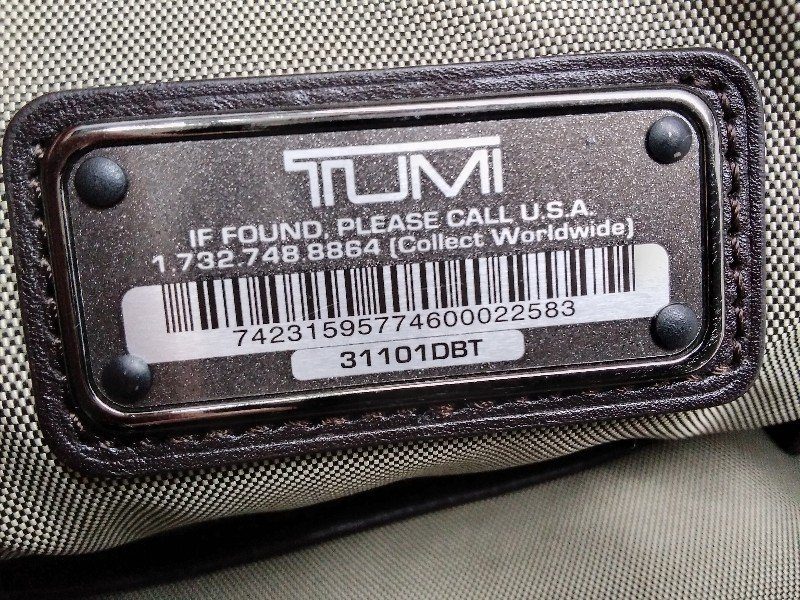 TUMI
IF FOUND, PLEASE CALL U.S.A.
1.732.748.8864 (Collect Worldwide)
74231595774600022583
31101DBT